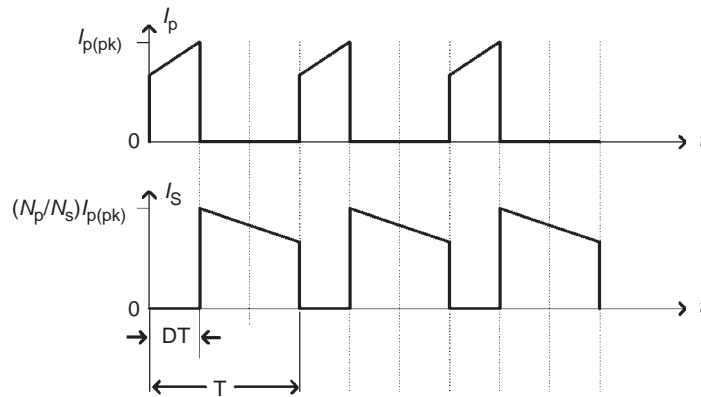 I_p
I_p(pk)
0
t
I_S
(N_p/N_s)I_p(pk)
0
t
DT
T